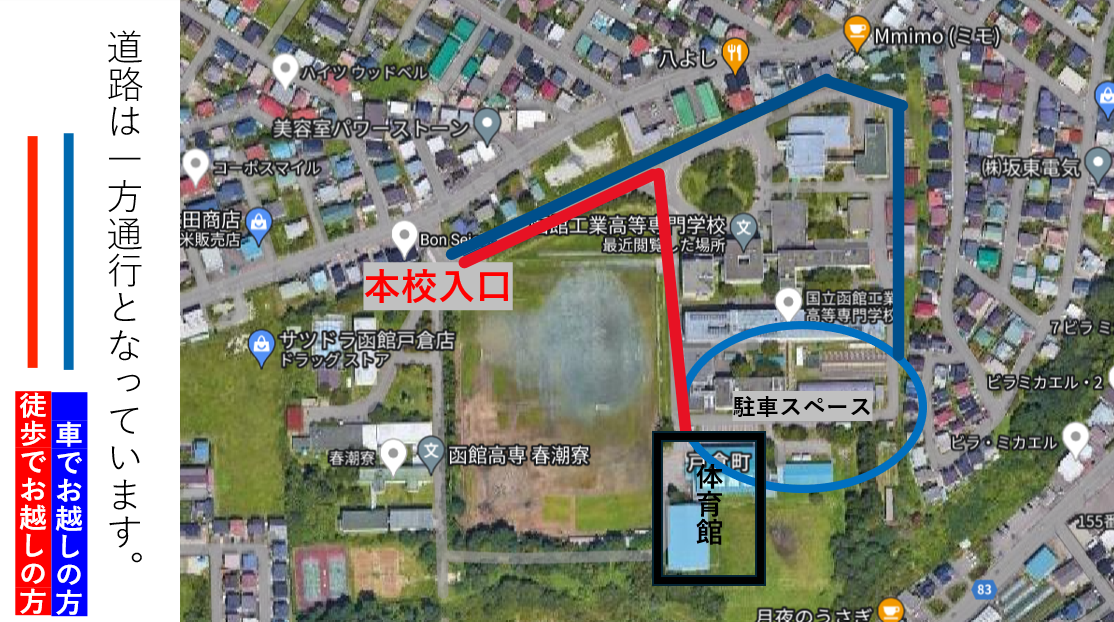 道路は一方通行となっています。
車でお越しの方
徒歩でお越しの方
Mmimo (ミモ)
八よし
ハイツ ウッドベル
美容室パワーストーン
コーポスマイル
㈱坂東電気
田商店
米販売店
Bon Sei
館工業高等専門学校
最近閲覧した場所
本校入口
国立函館工業
高等専門学校
サツドラ函館戸倉店
ドラッグ ストア
7 ピラ ミ
ピラミカエル・2
駐車スペース
ピラ・ミカエル
春潮寮
函館高専 春潮寮
戸倉町
体育館
155番
83
月夜のうさぎ